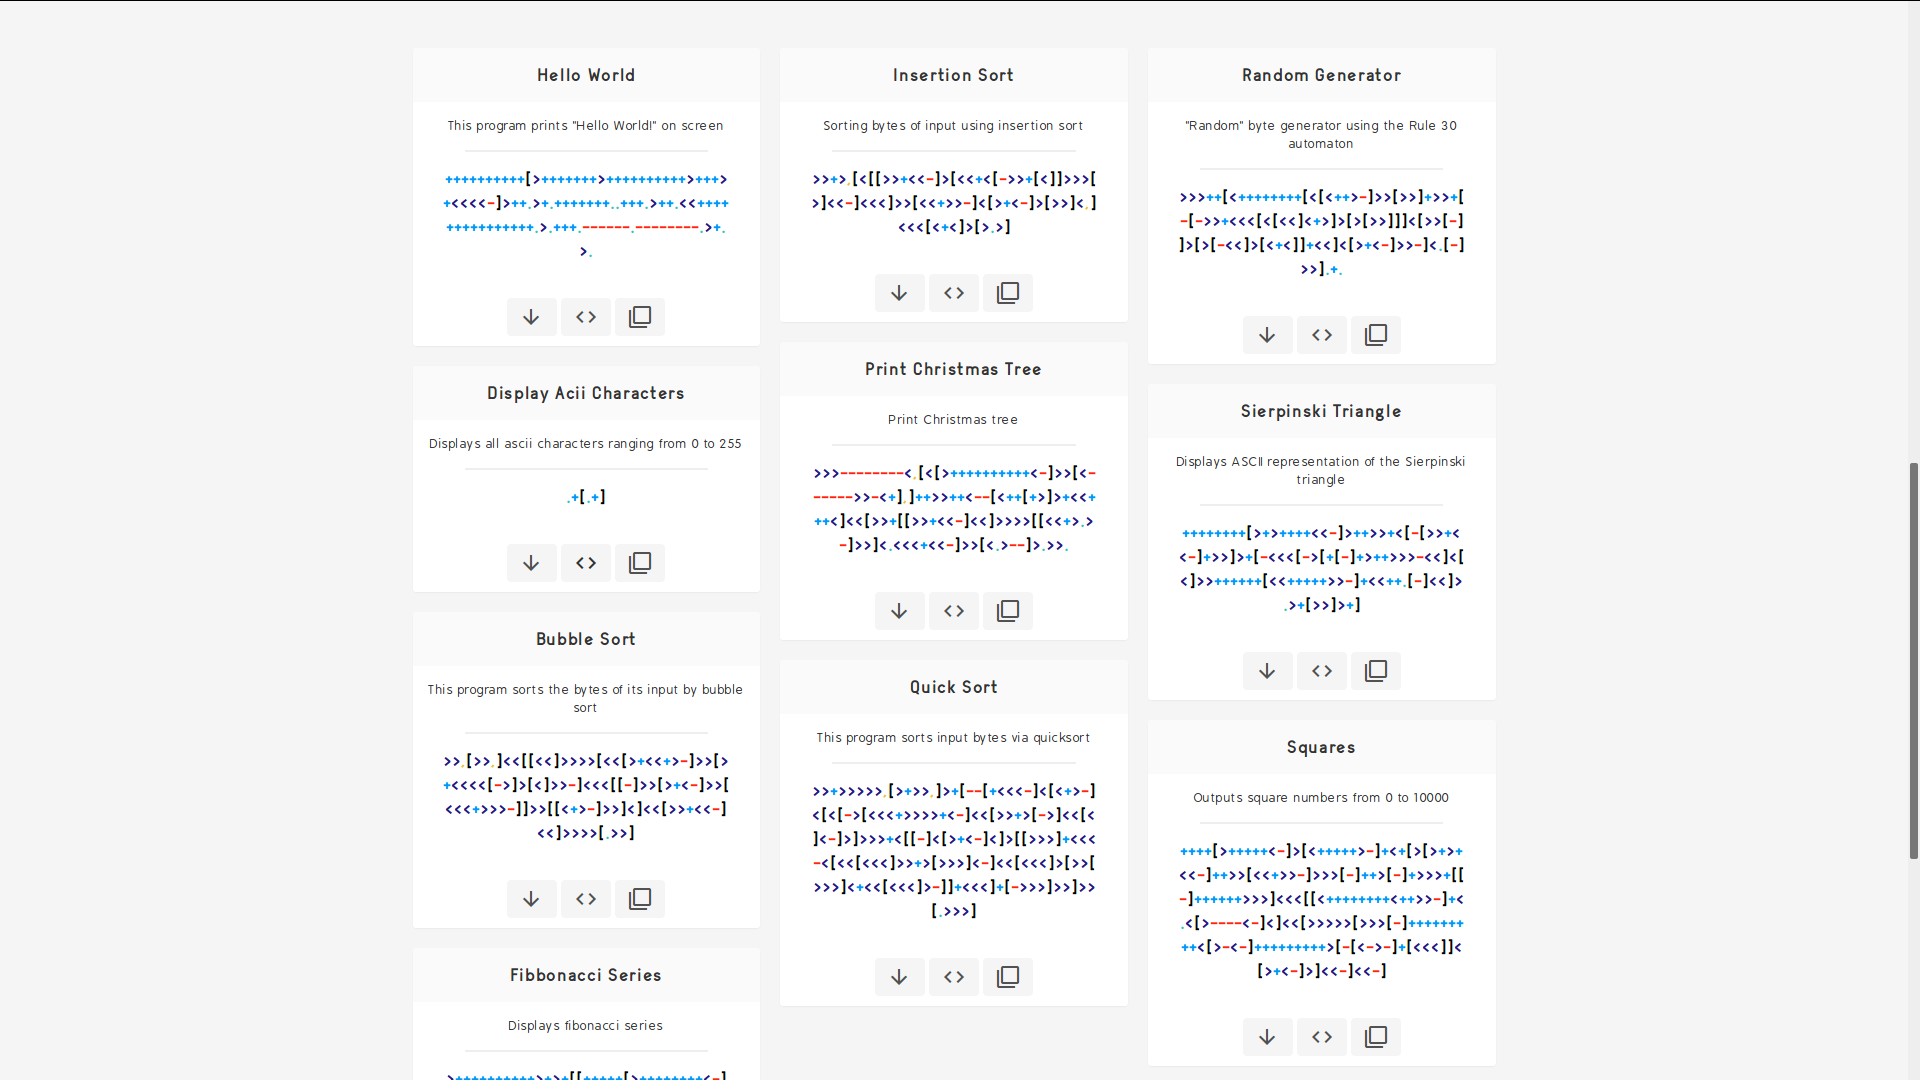 Hello World
This program prints "Hello World!" on screen
++++++++++[>+++++++>++++++++++>+++>
+<<<<-]>++.>+.+++++++..+++.>++.<<++++
+++++++++++.>.+++.------.--------.>+.
>.
Display Acii Characters
Displays all ascii characters ranging from 0 to 255
.+[.+]
Bubble Sort
This program sorts the bytes of its input by bubble
sort
>>,[>>,]<<[[<<]>>>>[<<[>+<<+>-]>>[>
+<<<<[->]>[<]>>-]<<<[[-]>>[>+<-]>>[
<<<+>>>-]]>>[[<+>-]>>]<]<<[>>+<<-]
<<]>>>>[.>>]
Fibbonacci Series
Displays fibonacci series
>++++++++++>+>+[[+++++[>++++++++<-]
Insertion Sort
Sorting bytes of input using insertion sort
>>+>,[<[[>>+<<-]>[<<+<[->>+[<]]>>>[
>]<<-]<<<]>>[<<+>>-]<[>+<-]>[>>]<,]
<<<[<+<]>[>.>]
Print Christmas Tree
Print Christmas tree
>>>--------<,[<[>++++++++++<-]>>[<-
----->>-<+],]++>>++<--[<++[+>]>+<<+
++<]<<[>>+[[>>+<<-]<<]>>>>[[<<+>.>
-]>>]<.<<<+<<-]>>[<.>--]>.>>.
Quick Sort
This program sorts input bytes via quicksort
>>+>>>>>,[>+>>,]>+[--[+<<<-]<[<+>-]
<[<[->[<<<+>>>>+<-]<<[>>+>[->]<<[<
]<-]>]>>>+<[[-]<[>+<-]<]>[[>>>]+<<<
-<[<<[<<<]>>+>[>>>]<-]<<[<<<]>[>>[
>>>]<+<<[<<<]>-]]+<<<]+[->>>]>>]>>
[.>>>]
Random Generator
"Random" byte generator using the Rule 30
automaton
>>>++[<++++++++[<[<++>-]>[>>]+>>+[
-[->>+<<<[<[<<]<+>]>[>[>>]]]<[>>[-]
]>[>[-<<]>[<+<]]+<<]<[>+<-]>>-]<.[-]
>>].+.
Sierpinski Triangle
Displays ASCII representation of the Sierpinski
triangle
++++++++[>+>++++<<-]>++>>+<[-[>>+<
<-]+>>]>+[-<<<[->[+[-]+>++>>>-<<]<[
<]>>++++++[<<+++++>>-]+<<++.[-]<<]>
.>+[>>]>+]
Squares
Outputs square numbers from 0 to 10000
++++[>+++++<-]>[<+++++>-]+<+[>[>+>+
<<-]++>>[<<+>>-]>>>[-]++>[-]+>>>+[[
-]++++++>>>]<<<[[<++++++++<++>>-]+<
.<[>----<-]<]<<[>>>>>[>>>[-]+++++++
++<[>-<-]+++++++++>[-[<->-]+[<<<]]<
[>+<-]>]<<-]<<-]